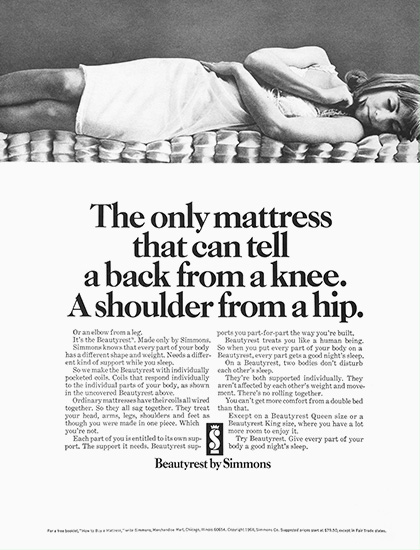 The only mattress
that can tell
a back from a knee.
A shoulder from a hip.
Or an elbow from a leg.
It's the Beautyrest®. Made only by Simmons.
Simmons knows that every part of your body
has a different shape and weight. Needs a differ-
ent kind of support while you sleep.
So we make the Beautyrest with individually
pocketed coils. Coils that respond individually
to the individual parts of your body, as shown
in the uncovered Beautyrest above.
Ordinary mattresses have their coils all wired
together. So they all sag together. They treat
your head, arms, legs, shoulders and feet as
though you were made in one piece. Which
you're not.
Each part of you is entitled to its own sup-
port. The support it needs. Beautyrest sup-
ports you part-for-part the way you're built.
Beautyrest treats you like a human being.
So when you put every part of your body on a
Beautyrest, every part gets a good night's sleep.
On a Beautyrest, two bodies don't disturb
each other's sleep.
They're both supported individually. They
aren't affected by each other's weight and move-
ment. There's no rolling together.
You can't get more comfort from a double bed
than that.
Except on a Beautyrest Queen size or a
Beautyrest King size, where you have a lot
more room to enjoy it.
Try Beautyrest. Give every part of your
body a good night's sleep.
Beautyrest by Simmons
For a free booklet, "How to Buy a Mattress," write Simmons, Merchandise Mart, Chicago, Illinois 60654. Copyright Simmons Co. Suggested prices start at $79.50, except in Fair Trade states.